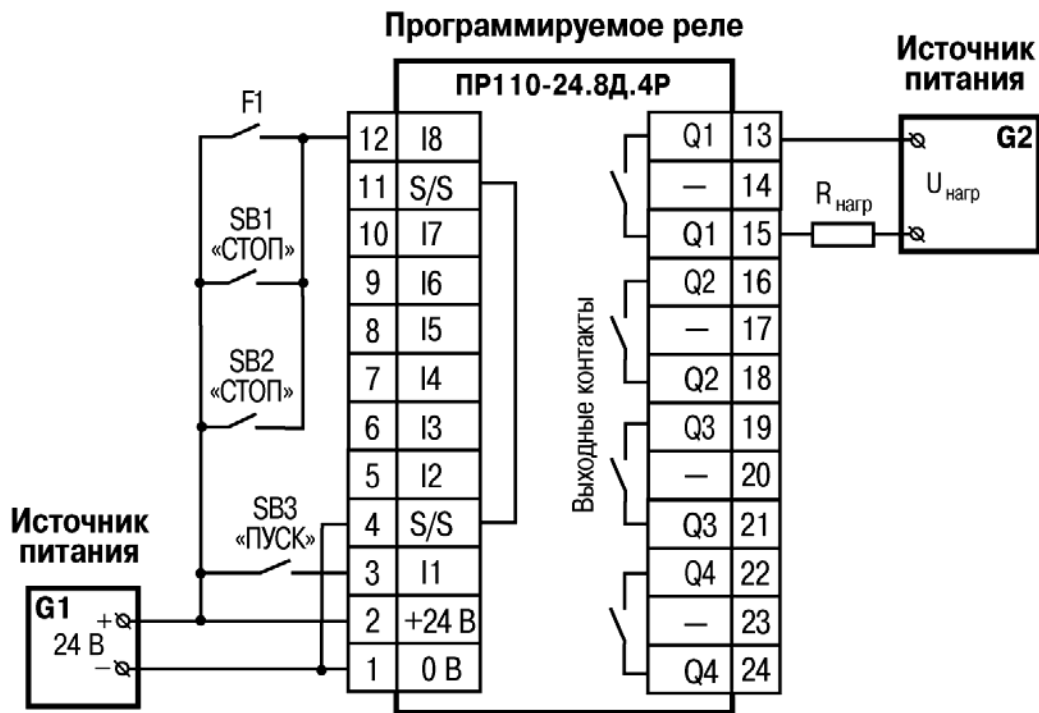 Программируемое реле
ПР110-24.8Д.4Р
Источник
питания
G2
U нагр
R нагр
F1
SB1
«СТОП»
SB2
«СТОП»
SB3
«ПУСК»
Источник
питания
G1
+
24 В
–
12 I8
11 S/S
10 I7
9 I6
8 I5
7 I4
6 I3
5 I2
4 S/S
3 I1
2 +24 В
1 0 В
Выходные контакты
Q1 13
— 14
Q1 15
Q2 16
— 17
Q2 18
Q3 19
— 20
Q3 21
Q4 22
— 23
Q4 24